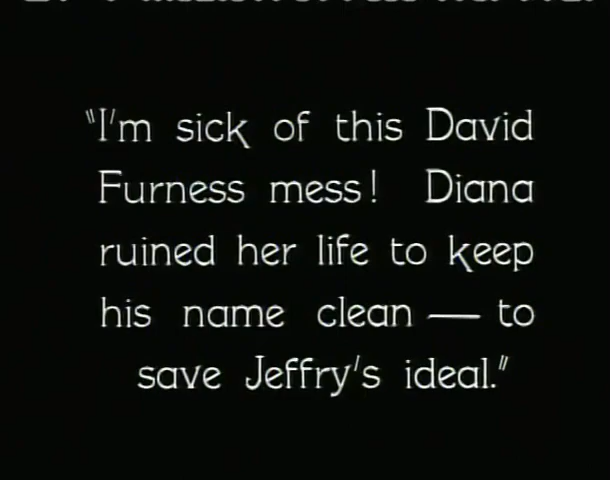 "I'm sick of this David
Furness mess! Diana
ruined her life to keep
his name clean — to
save Jeffry's ideal."